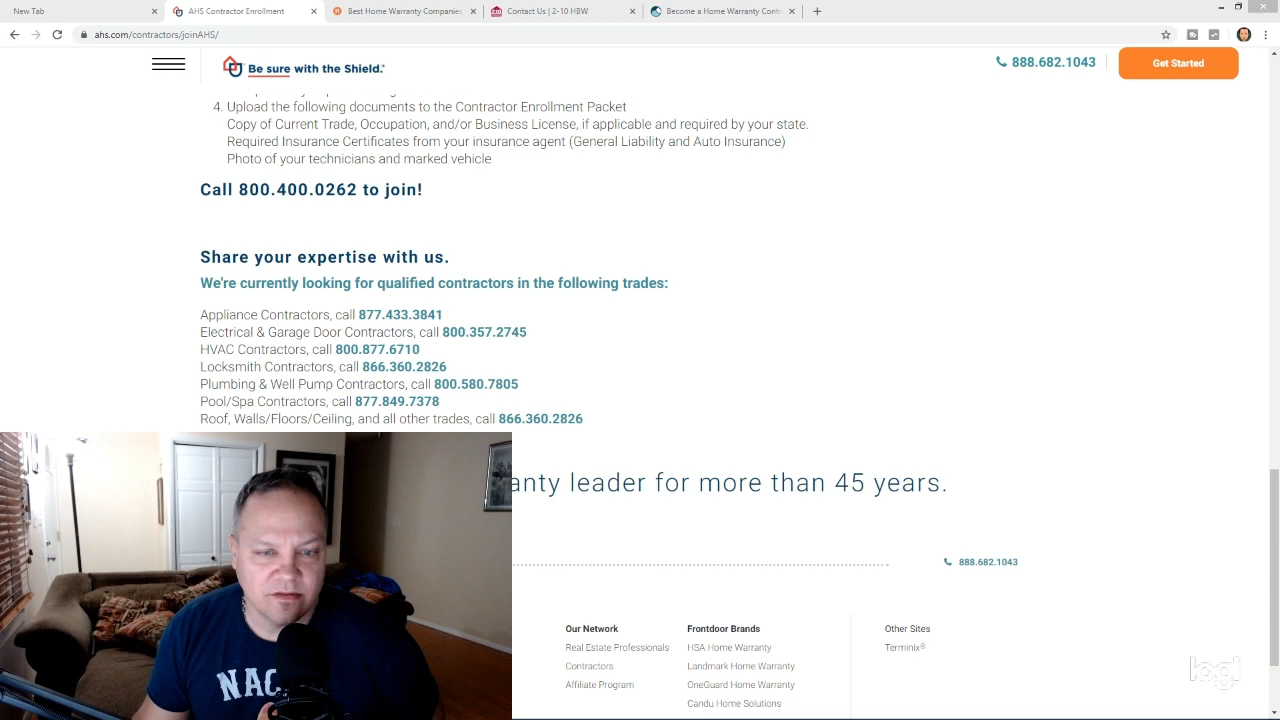 New Tab
AHS Contractor Enrollment
Best Home Warranty Companies
Contact Us | 2-10 HBW
Become a Home Warranty Cont
ahs.com/contractors/joinAHS/
Be sure with the Shield.®
888.682.1043
Get Started
4. Upload the following documents to the Contractor Enrollment Packet
Copy of Current Trade, Occupation, and/or Business License, if applicable and required by your state.
Required Insurance Certificates from your insurance agent (General Liability and Auto Insurance)
Photo of your technicians and marked vehicle
Call 800.400.0262 to join!
Share your expertise with us.
We're currently looking for qualified contractors in the following trades:
Appliance Contractors, call 877.433.3841
Electrical & Garage Door Contractors, call 800.357.2745
HVAC Contractors, call 800.877.6710
Locksmith Contractors, call 866.360.2826
Plumbing & Well Pump Contractors, call 800.580.7805
Pool/Spa Contractors, call 877.849.7378
Roof, Walls/Floors/Ceiling, and all other trades, call 866.360.2826
anty leader for more than 45 years.
888.682.1043
Our Network
Real Estate Professionals
Contractors
Affiliate Program
Frontdoor Brands
HSA Home Warranty
Landmark Home Warranty
OneGuard Home Warranty
Candu Home Solutions
Other Sites
Terminix®
logi
NAC